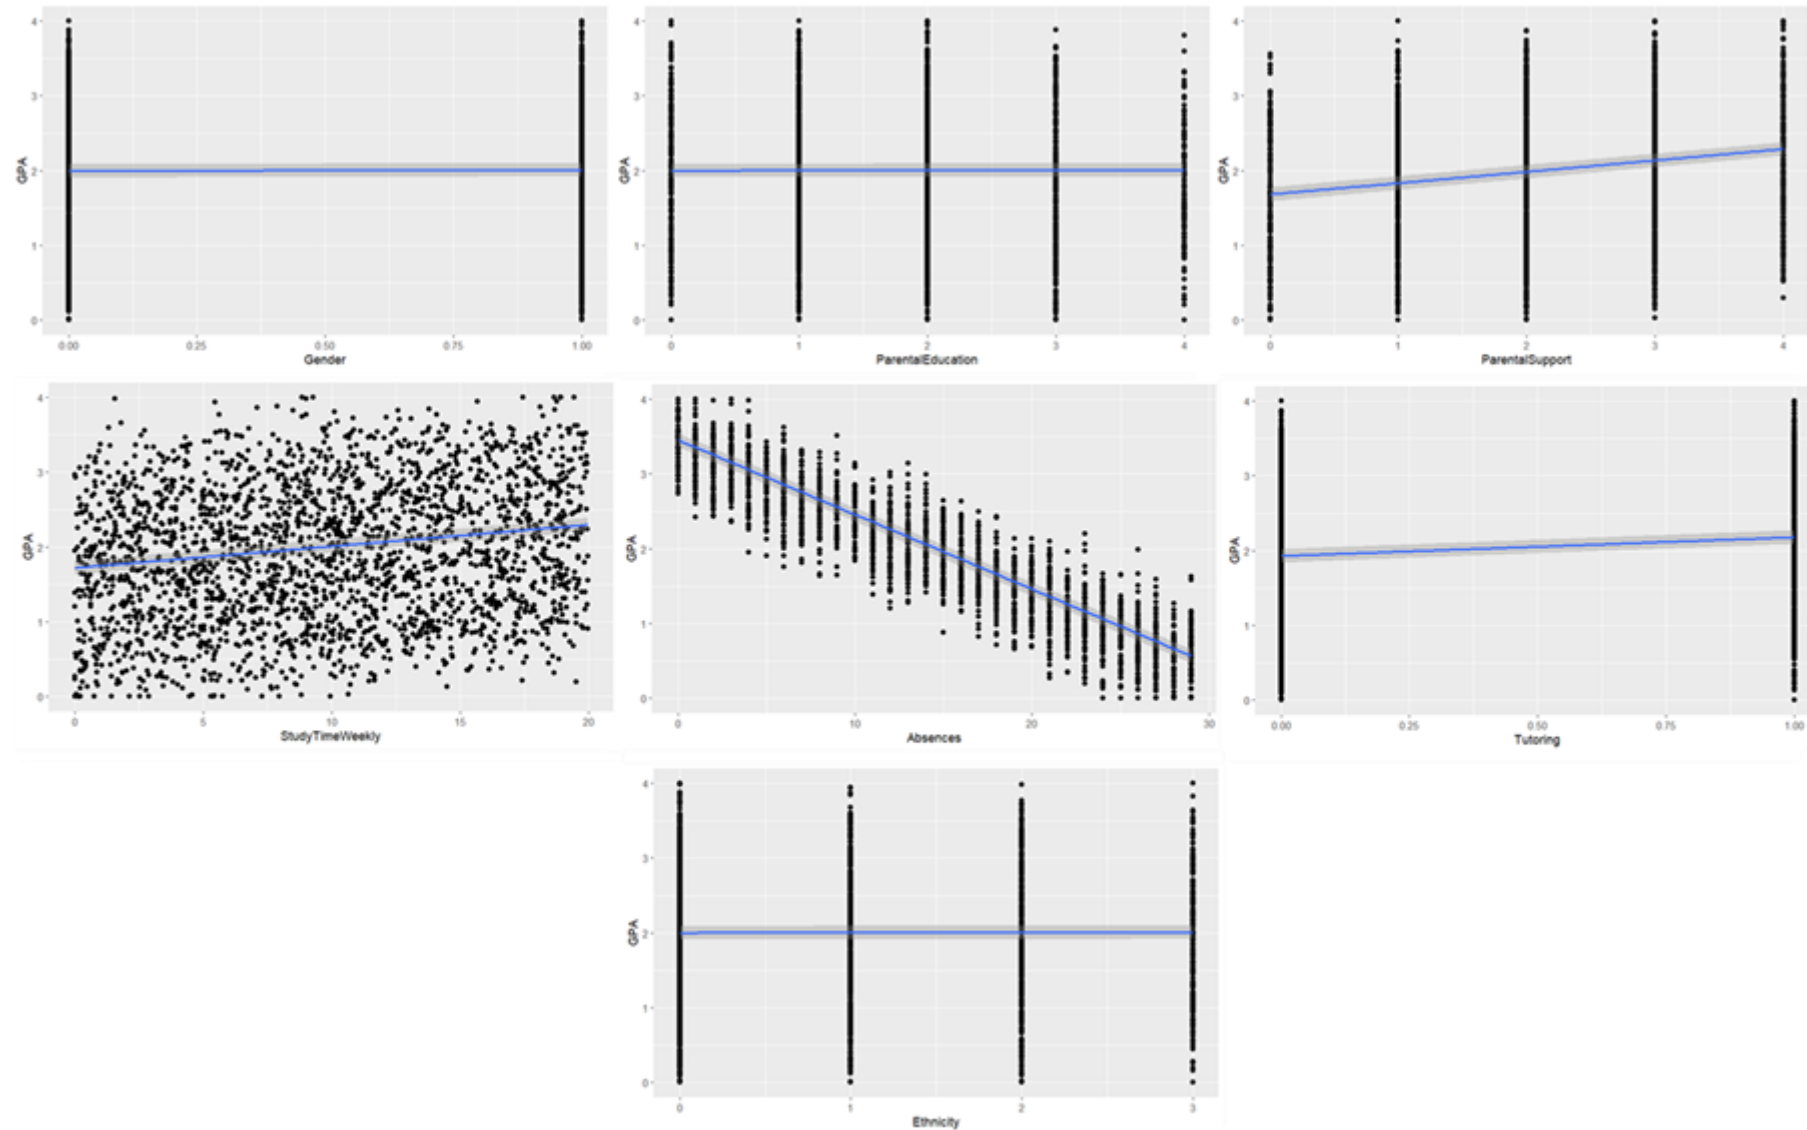 4
3
GPA
2
1
0
0.00 0.25 0.50 0.75 1.00
Gender
4
3
GPA
2
1
0
0 1 2 3 4
ParentalEducation
4
3
GPA
2
1
0
0 1 2 3 4
ParentalSupport
4
3
GPA
2
1
0
0 5 10 15 20
StudyTimeWeekly
4
3
GPA
2
1
0
0 10 20 30
Absences
4
3
GPA
2
1
0
0.00 0.25 0.50 0.75 1.00
Tutoring
4
3
GPA
2
1
0
0 1 2 3
Ethnicity